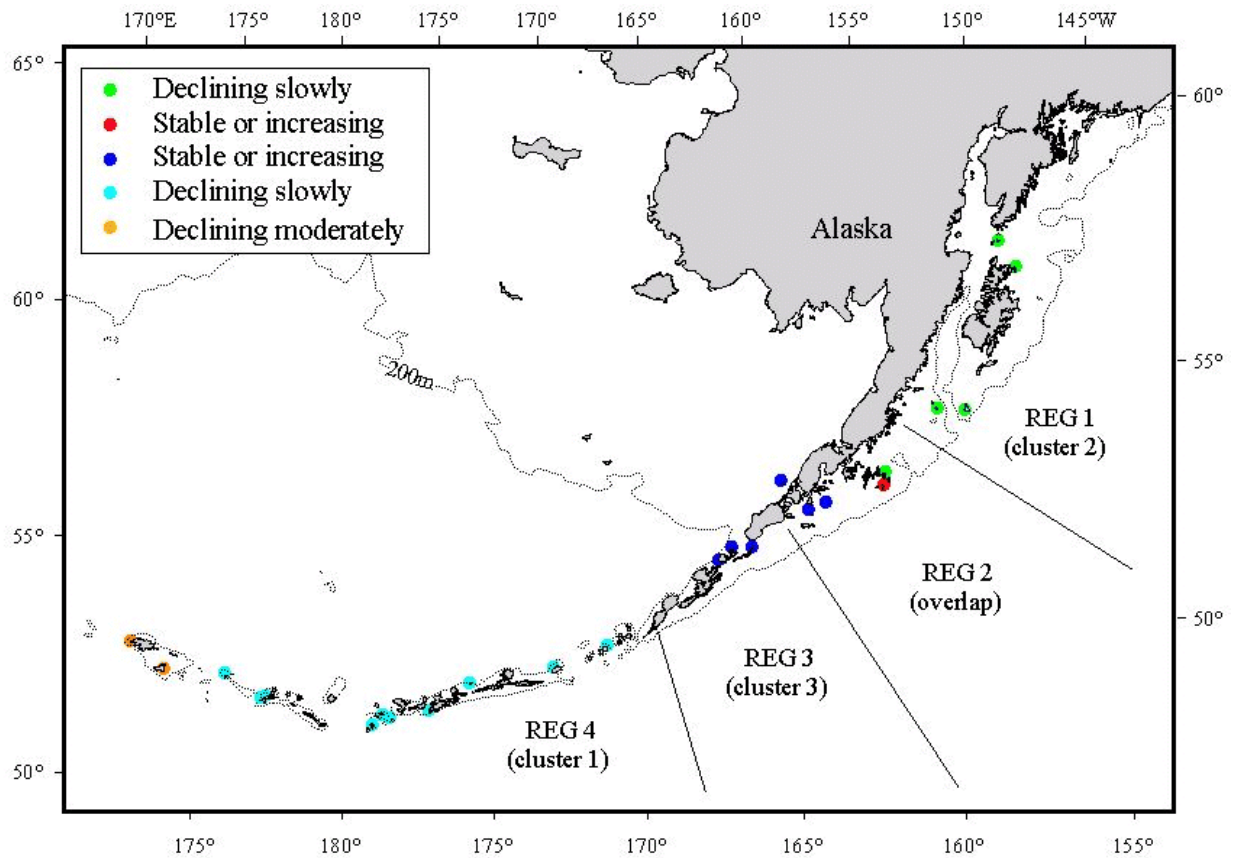 170°E 175° 180° 175° 170° 165° 160° 155° 150° 145°W
65°
60°
Declining slowly
Stable or increasing
Stable or increasing
Declining slowly
Declining moderately
Alaska
60°
55°
200m
REG 1
(cluster 2)
55°
REG 2
(overlap)
50°
REG 3
(cluster 3)
REG 4
(cluster 1)
50°
175° 180° 175° 170° 165° 160° 155°